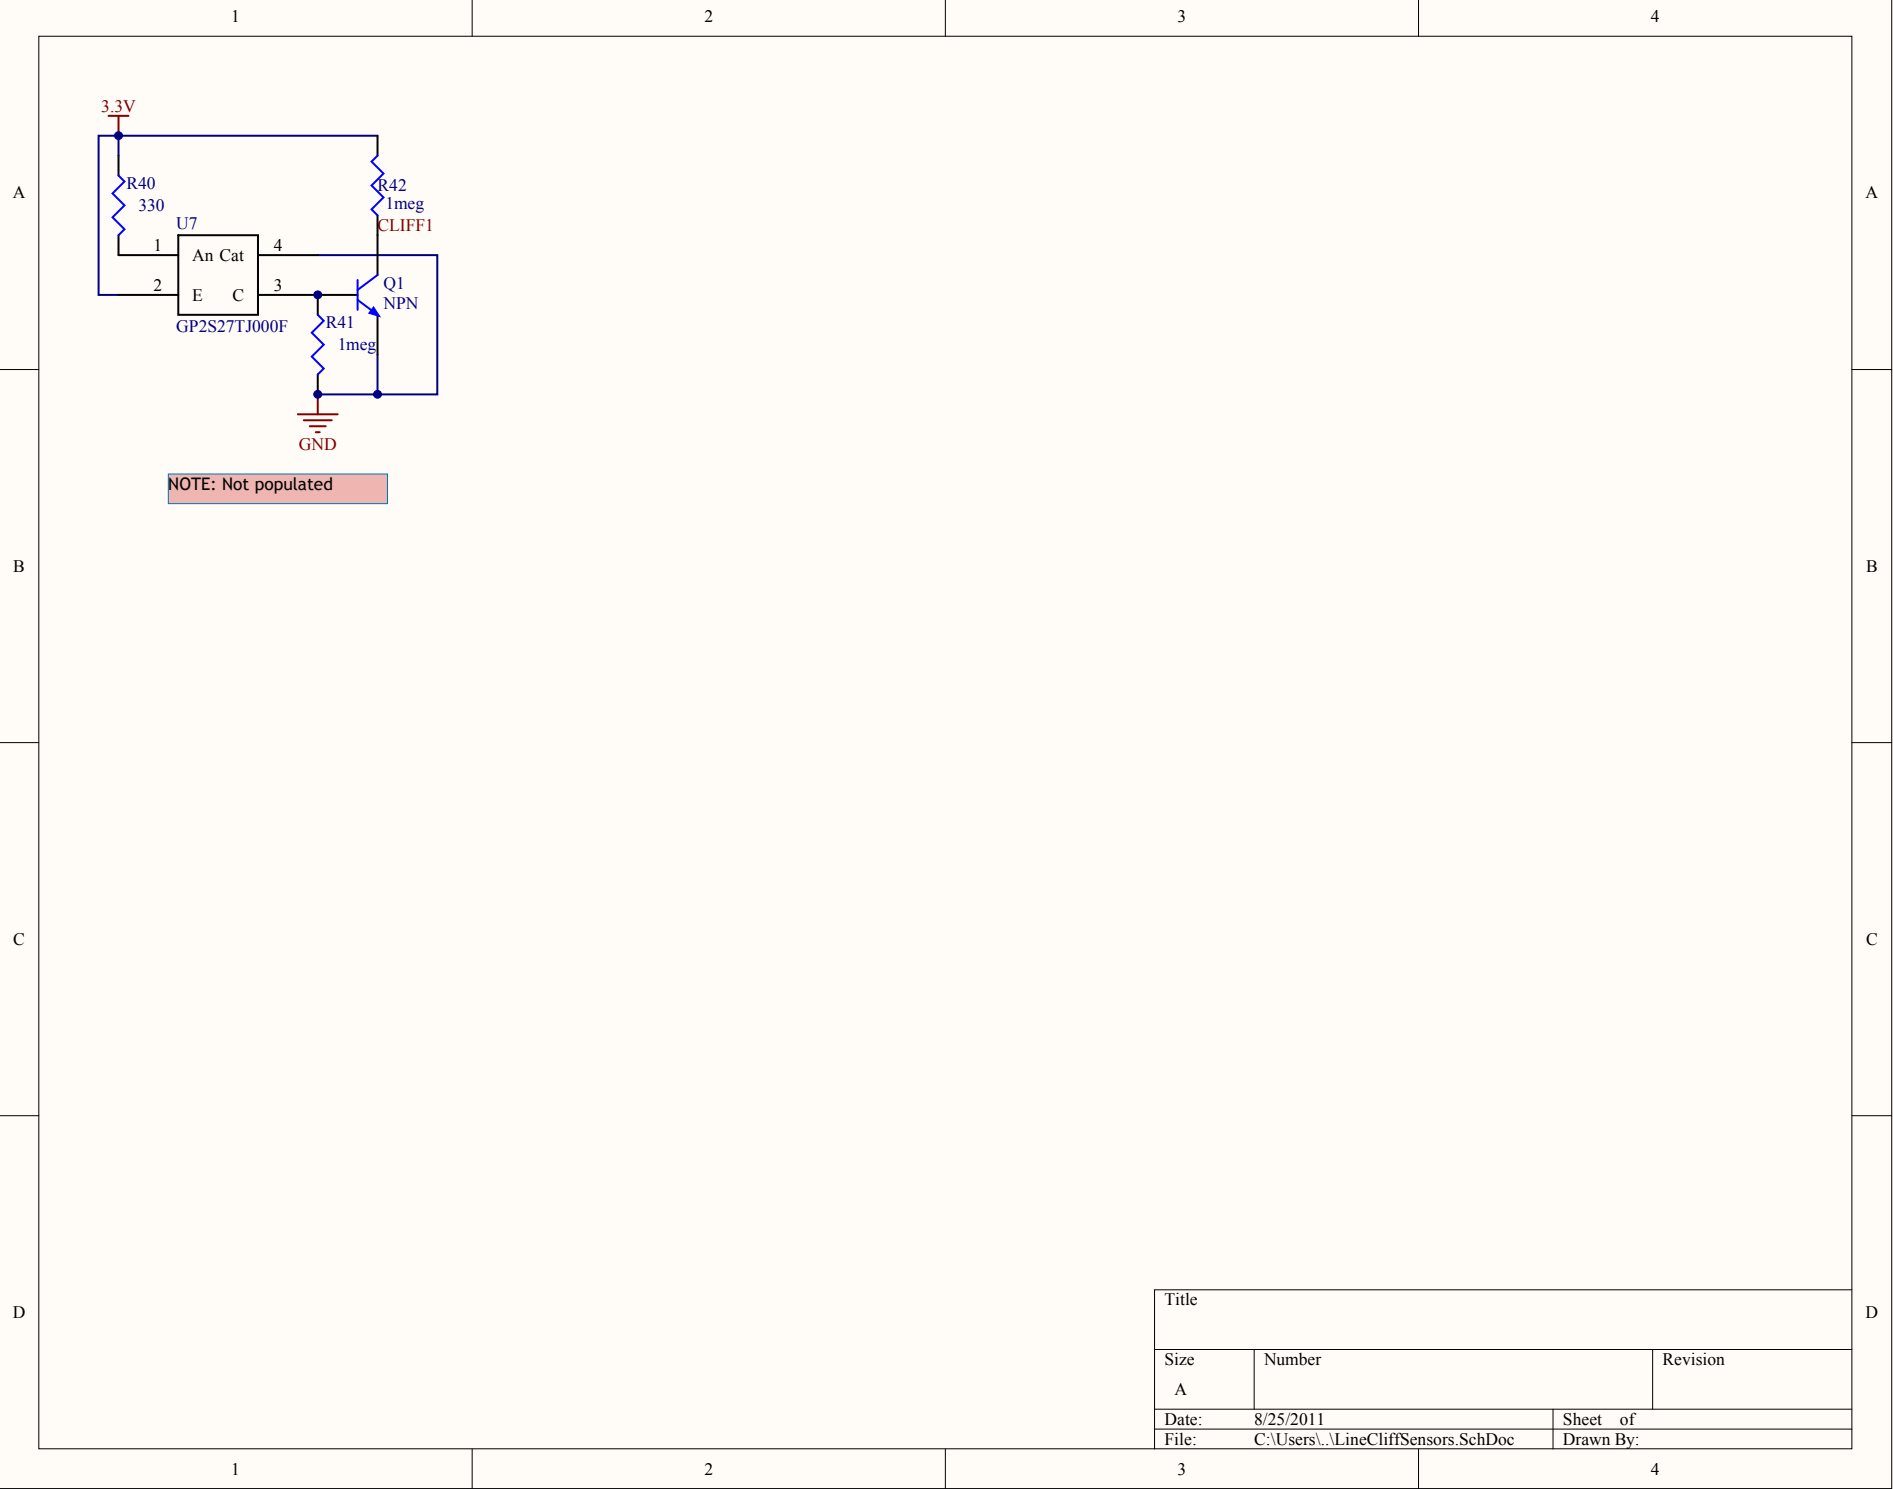 1 2 3 4
3.3V
A
R40
330
R42
1meg
CLIFF1
A
U7
1 An Cat 4
2 E C 3
Q1
NPN
GP2S27TJ000F
R41
1meg
GND
NOTE: Not populated
B B
C C
D D
Title
Size Number Revision
A
Date: 8/25/2011 Sheet of
File: C:\Users\..\LineCliffSensors.SchDoc Drawn By:
1 2 3 4